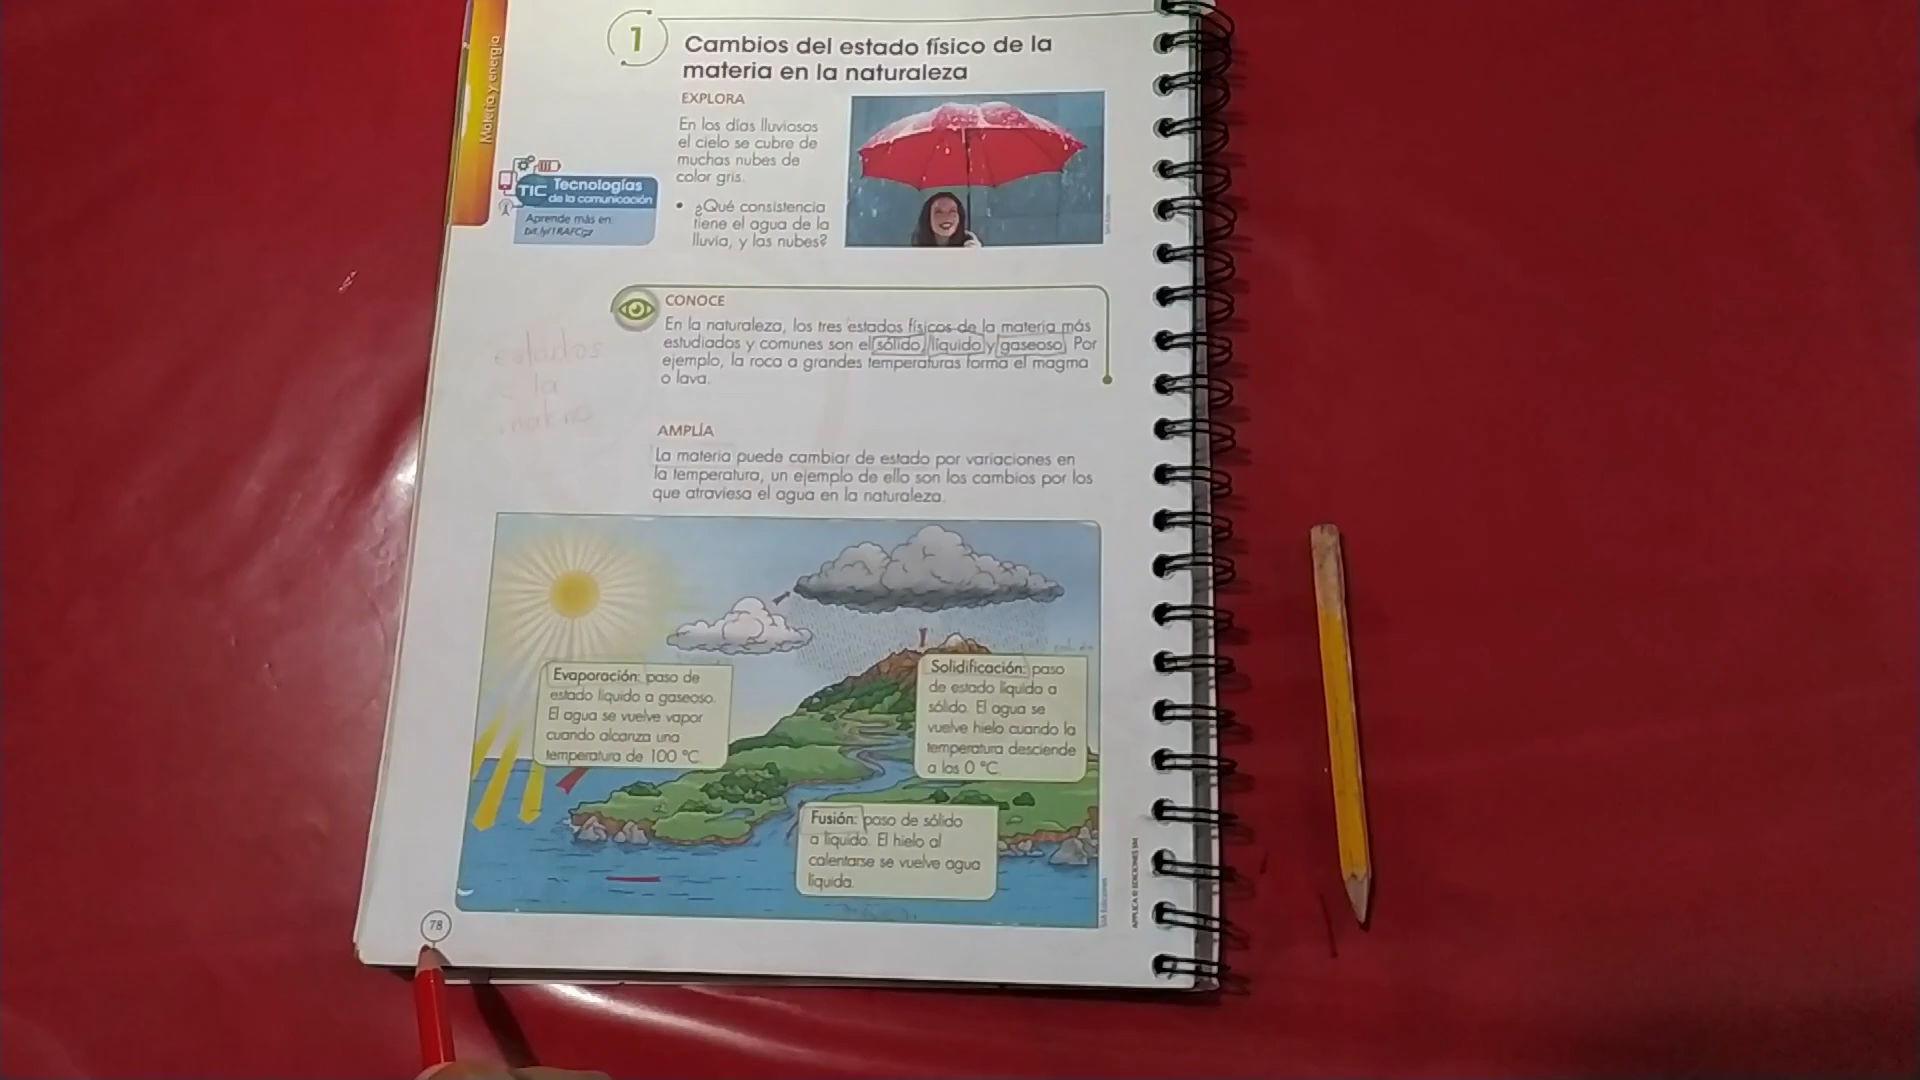 Materia y energía
1
Cambios del estado físico de la
materia en la naturaleza
EXPLORA
En los días lluviosos
el cielo se cubre de
muchas nubes de
color gris.
• ¿Qué consistencia
tiene el agua de la
lluvia, y las nubes?
TIC Tecnologías
de la comunicación
Aprende más en:
CONOCE
En la naturaleza, los tres estados físicos de la materia más
estudiados y comunes son el sólido, líquido y gaseoso. Por
ejemplo, la roca a grandes temperaturas forma el magma
o lava.
estados
la
AMPLÍA
La materia puede cambiar de estado por variaciones en
la temperatura, un ejemplo de ello son los cambios por los
que atraviesa el agua en la naturaleza.
Evaporación: paso de
estado líquido a gaseoso.
El agua se vuelve vapor
cuando alcanza una
temperatura de 100 °C.
Solidificación: paso
de estado líquido a
sólido. El agua se
vuelve hielo cuando la
temperatura desciende
a los 0 °C.
Fusión: paso de sólido
a líquido. El hielo al
calentarse se vuelve agua
líquida.
78
APPLICA © EDICIONES SM